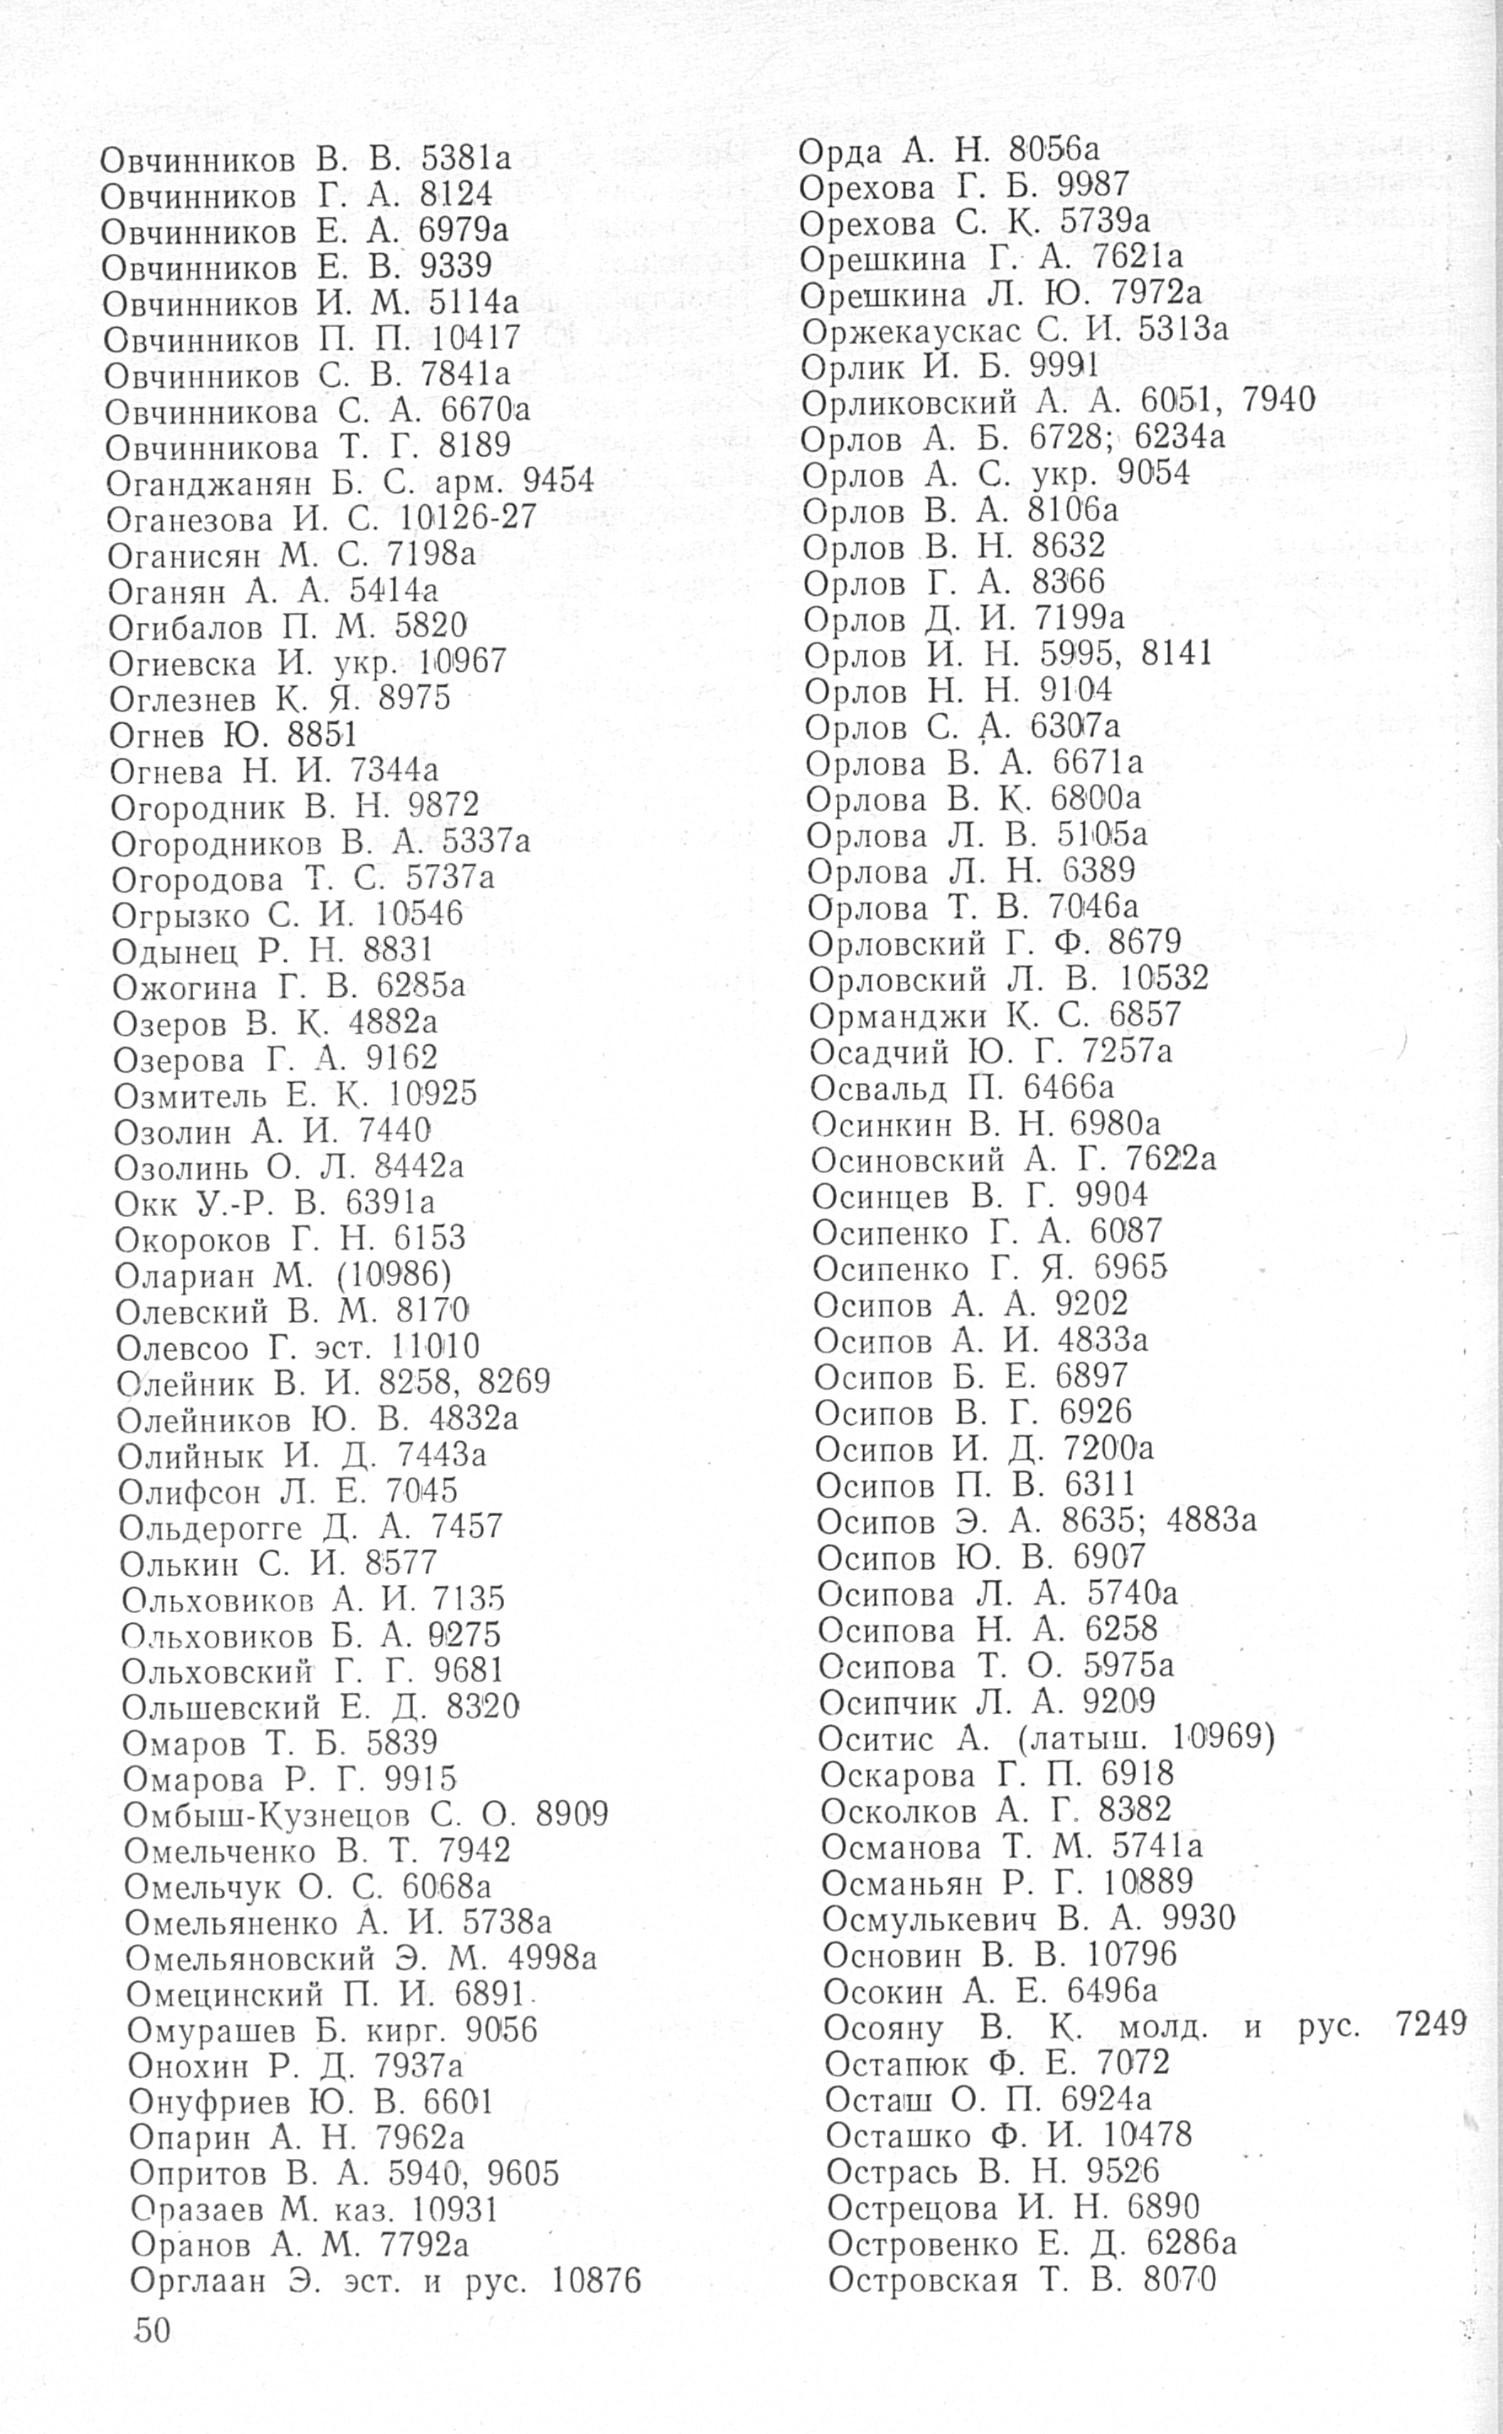 Овчинников В. В. 5381а
Овчинников Г. А. 8124
Овчинников Е. А. 6979а
Овчинников Е. В. 9339
Овчинников И. М. 5114а
Овчинников П. П. 10417
Овчинников С. В. 7841а
Овчинникова С. А. 6670а
Овчинникова Т. Г. 8189
Оганджанян Б. С. арм. 9454
Оганезова И. С. 10126-27
Оганисян М. С. 7198а
Оганян А. А. 5414а
Огибалов П. М. 5820
Огиевска И. укр. 10967
Оглезнев К. Я. 8975
Огнев Ю. 8851
Огнева Н. И. 7344а
Огородник В. Н. 9872
Огородников В. А. 5337а
Огородова Т. С. 5737а
Огрызко С. И. 10546
Одынец Р. Н. 8831
Ожогина Г. В. 6285а
Озеров В. К. 4882а
Озерова Г. А. 9162
Озмитель Е. К. 10925
Озолин А. И. 7440
Озолинь О. Л. 8442а
Окк У.-Р. В. 6391а
Окороков Г. Н. 6153
Олариан М. (10986)
Олевский В. М. 8170
Олевсоо Г. эст. 11010
Олейник В. И. 8258, 8269
Олейников Ю. В. 4832а
Олийнык И. Д. 7443а
Олифсон Л. Е. 7045
Ольдерогге Д. А. 7457
Олькин С. И. 8577
Ольховиков А. И. 7135
Ольховиков Б. А. 9275
Ольховский Г. Г. 9681
Ольшевский Е. Д. 8320
Омаров Т. Б. 5839
Омарова Р. Г. 9915
Омбыш-Кузнецов С. О. 8909
Омельченко В. Т. 7942
Омельчук О. С. 6068а
Омельяненко А. И. 5738а
Омельяновский Э. М. 4998а
Омецинский П. И. 6891
Омурашев Б. кирг. 9056
Онохин Р. Д. 7937а
Онуфриев Ю. В. 6601
Опарин А. Н. 7962а
Опритов В. А. 5940, 9605
Оразаев М. каз. 10931
Оранов А. М. 7792а
Орглаан Э. эст. и рус. 10876
50
Орда А. Н. 8056а
Орехова Г. Б. 9987
Орехова С. К. 5739а
Орешкина Г. А. 7621а
Орешкина Л. Ю. 7972а
Оржекаускас С. И. 5313а
Орлик И. Б. 9991
Орликовский А. А. 6051, 7940
Орлов А. Б. 6728; 6234а
Орлов А. С. укр. 9054
Орлов В. А. 8106а
Орлов В. Н. 8632
Орлов Г. А. 8366
Орлов Д. И. 7199а
Орлов И. Н. 5995, 8141
Орлов Н. Н. 9104
Орлов С. А. 6307а
Орлова В. А. 6671а
Орлова В. К. 6800а
Орлова Л. В. 5105а
Орлова Л. Н. 6389
Орлова Т. В. 7046а
Орловский Г. Ф. 8679
Орловский Л. В. 10532
Орманджи К. С. 6857
Осадчий Ю. Г. 7257а
Освальд П. 6466а
Осинкин В. Н. 6980а
Осиновский А. Г. 7622а
Осинцев В. Г. 9904
Осипенко Г. А. 6087
Осипенко Г. Я. 6965
Осипов А. А. 9202
Осипов А. И. 4833а
Осипов Б. Е. 6897
Осипов В. Г. 6926
Осипов И. Д. 7200а
Осипов П. В. 6311
Осипов Э. А. 8635; 4883а
Осипов Ю. В. 6907
Осипова Л. А. 5740а
Осипова Н. А. 6258
Осипова Т. О. 5975а
Осипчик Л. А. 9209
Оситис А. (латыш. 10969)
Оскарова Г. П. 6918
Осколков А. Г. 8382
Османова Т. М. 5741а
Османьян Р. Г. 10889
Осмулькевич В. А. 9930
Основин В. В. 10796
Осокин А. Е. 6496а
Осояну В. К. молд. и рус. 7249
Остапюк Ф. Е. 7072
Осташ О. П. 6924а
Осташко Ф. И. 10478
Острась В. Н. 9526
Острецова И. Н. 6890
Островенко Е. Д. 6286а
Островская Т. В. 8070